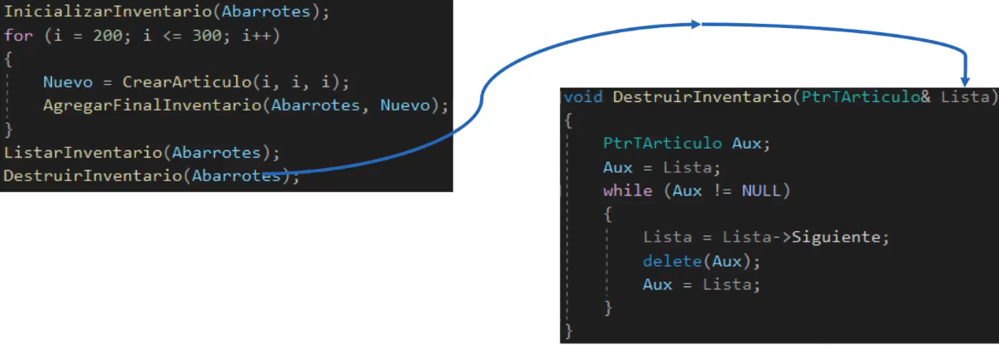 InicializarInventario(Abarrotes);
for (i = 200; i <= 300; i++)
{
Nuevo = CrearArticulo(i, i, i);
AgregarFinalInventario(Abarrotes, Nuevo);
}
ListarInventario(Abarrotes);
DestruirInventario(Abarrotes);
void DestruirInventario(PtrTArticulo& Lista)
{
PtrTArticulo Aux;
Aux = Lista;
while (Aux != NULL)
{
Lista = Lista->Siguiente;
delete(Aux);
Aux = Lista;
}
}